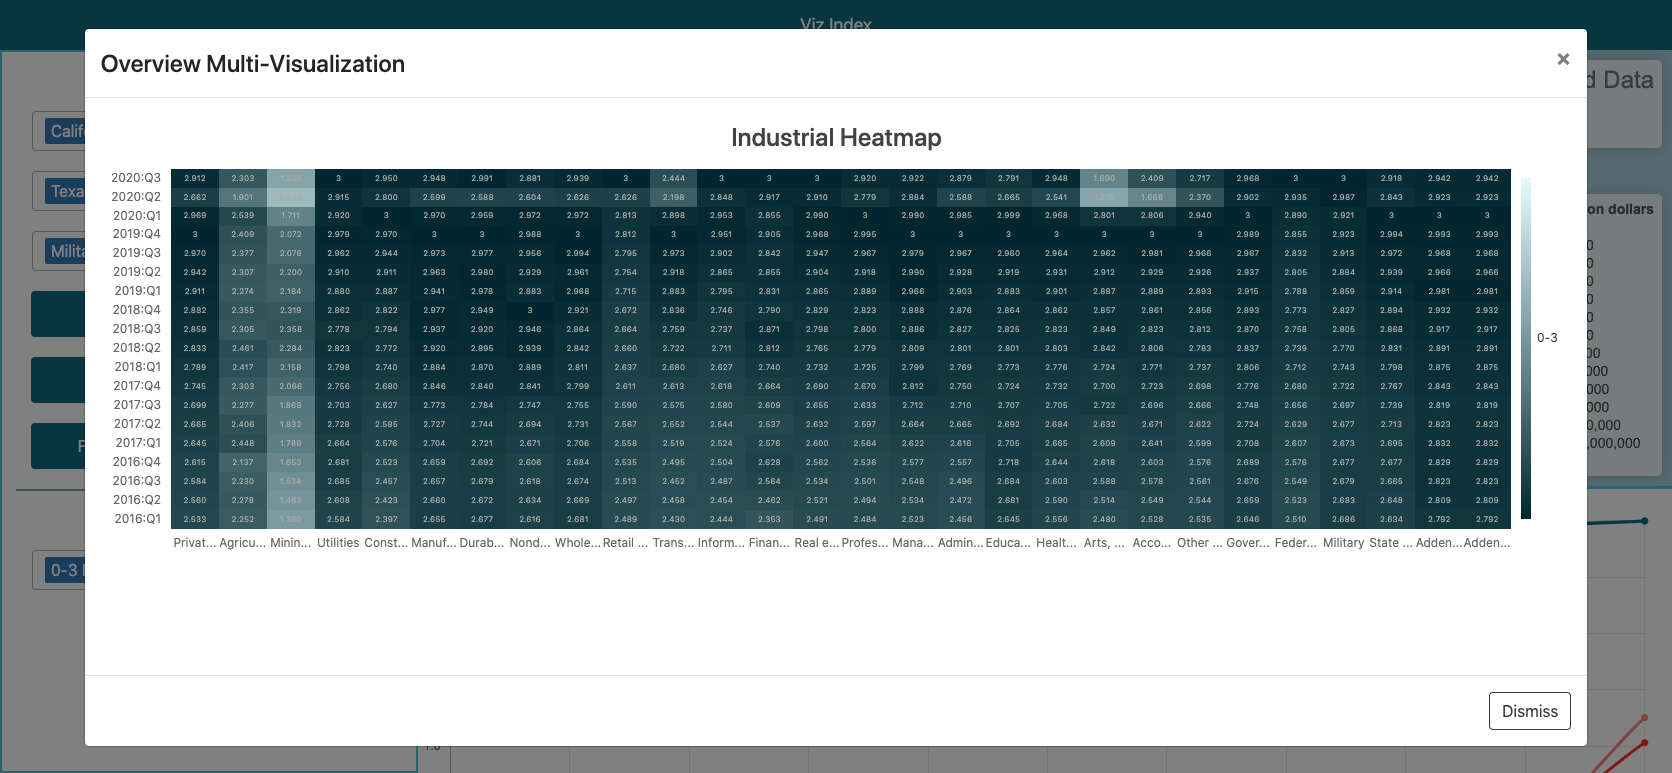 Viz Index
Overview Multi-Visualization
×
d Data
Industrial Heatmap
Calif
Texa
Milita
F
0-3
on dollars
0
0
0
0
0
0
00
000
000
000
0,000
,000,000
2020:Q3 2.912 2.303 3 2.950 2.948 2.991 2.881 2.939 3 2.444 3 3 3 2.920 2.922 2.879 2.791 2.948 1.690 2.409 2.717 2.968 3 3 2.918 2.942 2.942
2020:Q2 2.662 1.901 2.915 2.800 2.599 2.588 2.604 2.626 2.626 2.198 2.848 2.917 2.910 2.779 2.884 2.588 2.665 2.541 1.668 2.370 2.902 2.935 2.987 2.843 2.923 2.923
2020:Q1 2.969 2.539 1.711 2.920 3 2.970 2.959 2.972 2.972 2.813 2.898 2.953 2.855 2.990 3 2.990 2.985 2.999 2.968 2.801 2.806 2.940 3 2.890 2.921 3 3 3
2019:Q4 3 2.409 2.072 2.979 2.970 3 3 2.988 3 2.812 3 2.951 2.905 2.968 2.995 3 3 3 3 3 3 3 2.989 2.855 2.923 2.994 2.993 2.993
2019:Q3 2.970 2.377 2.076 2.962 2.944 2.973 2.977 2.956 2.994 2.795 2.973 2.902 2.842 2.947 2.967 2.979 2.967 2.960 2.964 2.962 2.981 2.966 2.967 2.832 2.913 2.972 2.968 2.968
2019:Q2 2.942 2.307 2.200 2.910 2.911 2.963 2.980 2.929 2.961 2.754 2.918 2.865 2.855 2.904 2.918 2.990 2.928 2.919 2.931 2.912 2.929 2.926 2.937 2.805 2.884 2.939 2.966 2.966
2019:Q1 2.911 2.274 2.184 2.880 2.887 2.941 2.978 2.883 2.968 2.715 2.883 2.795 2.831 2.865 2.889 2.966 2.903 2.883 2.901 2.887 2.889 2.893 2.915 2.788 2.859 2.914 2.981 2.981
2018:Q4 2.882 2.355 2.319 2.862 2.822 2.977 2.949 3 2.921 2.672 2.836 2.746 2.790 2.829 2.823 2.888 2.876 2.864 2.862 2.857 2.861 2.856 2.893 2.773 2.827 2.894 2.932 2.932
2018:Q3 2.859 2.305 2.358 2.778 2.794 2.937 2.920 2.946 2.864 2.664 2.759 2.737 2.871 2.798 2.800 2.886 2.827 2.825 2.823 2.849 2.823 2.812 2.870 2.758 2.805 2.868 2.917 2.917
2018:Q2 2.833 2.461 2.284 2.823 2.772 2.920 2.895 2.939 2.842 2.660 2.722 2.711 2.812 2.765 2.779 2.809 2.801 2.801 2.803 2.842 2.806 2.783 2.837 2.739 2.770 2.831 2.891 2.891
2018:Q1 2.789 2.417 2.158 2.798 2.740 2.884 2.870 2.889 2.811 2.637 2.680 2.627 2.740 2.732 2.725 2.799 2.769 2.773 2.776 2.724 2.771 2.737 2.806 2.712 2.743 2.798 2.875 2.875
2017:Q4 2.745 2.303 2.066 2.756 2.680 2.846 2.840 2.841 2.799 2.611 2.613 2.618 2.664 2.690 2.670 2.812 2.750 2.724 2.732 2.700 2.723 2.698 2.776 2.680 2.722 2.767 2.843 2.843
2017:Q3 2.699 2.277 1.868 2.703 2.627 2.773 2.784 2.747 2.755 2.590 2.575 2.580 2.609 2.655 2.633 2.712 2.710 2.707 2.705 2.722 2.696 2.666 2.748 2.656 2.697 2.739 2.819 2.819
2017:Q2 2.665 2.406 1.832 2.728 2.585 2.727 2.744 2.694 2.731 2.567 2.552 2.544 2.537 2.632 2.597 2.664 2.665 2.692 2.684 2.632 2.671 2.622 2.724 2.629 2.677 2.713 2.823 2.823
2017:Q1 2.645 2.448 1.789 2.664 2.576 2.704 2.721 2.671 2.706 2.558 2.519 2.524 2.576 2.600 2.564 2.622 2.616 2.705 2.665 2.609 2.641 2.599 2.708 2.607 2.673 2.695 2.832 2.832
2016:Q4 2.615 2.137 1.653 2.681 2.523 2.659 2.692 2.606 2.684 2.535 2.495 2.504 2.628 2.562 2.536 2.577 2.557 2.718 2.644 2.618 2.603 2.576 2.689 2.576 2.677 2.677 2.829 2.829
2016:Q3 2.584 2.230 1.534 2.685 2.457 2.657 2.679 2.618 2.674 2.513 2.452 2.487 2.564 2.534 2.501 2.548 2.496 2.684 2.603 2.588 2.578 2.561 2.676 2.549 2.679 2.665 2.823 2.823
2016:Q2 2.560 2.278 1.463 2.608 2.423 2.660 2.672 2.634 2.669 2.497 2.458 2.454 2.462 2.521 2.494 2.534 2.472 2.681 2.590 2.514 2.549 2.544 2.659 2.523 2.683 2.648 2.809 2.809
2016:Q1 2.533 2.252 1.360 2.584 2.397 2.655 2.677 2.616 2.681 2.489 2.430 2.444 2.353 2.491 2.484 2.523 2.456 2.645 2.556 2.480 2.528 2.535 2.646 2.510 2.686 2.634 2.792 2.792
Privat... Agricu... Minin... Utilities Const... Manuf... Durab... Nond... Whole... Retail ... Trans... Inform... Finan... Real e... Profes... Mana... Admin... Educa... Healt... Arts, ... Acco... Other ... Gover... Feder... Military State ... Adden... Adden...
0-3
Dismiss
1.0